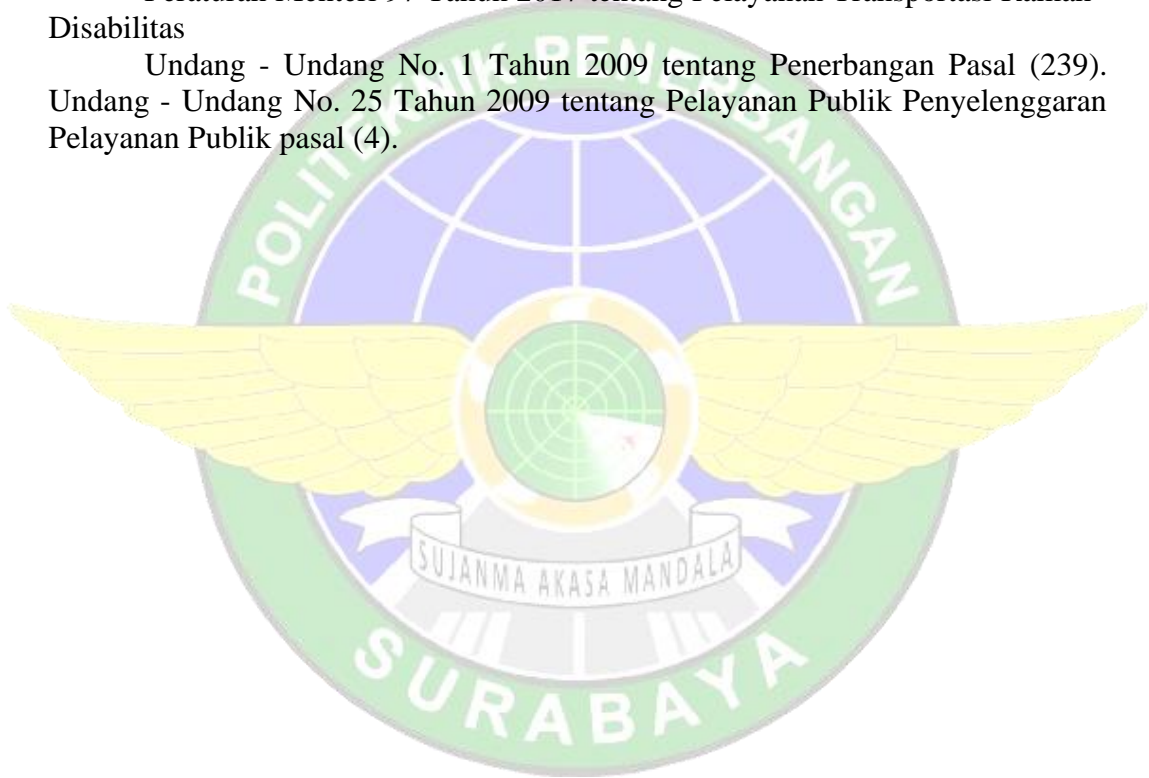 Disabilitas
Undang - Undang No. 1 Tahun 2009 tentang Penerbangan Pasal (239).
Undang - Undang No. 25 Tahun 2009 tentang Pelayanan Publik Penyelenggaran
Pelayanan Publik pasal (4).
POLITEKNIK PENERBANGAN
SUJANMA AKASA MANDALA
SURABAYA